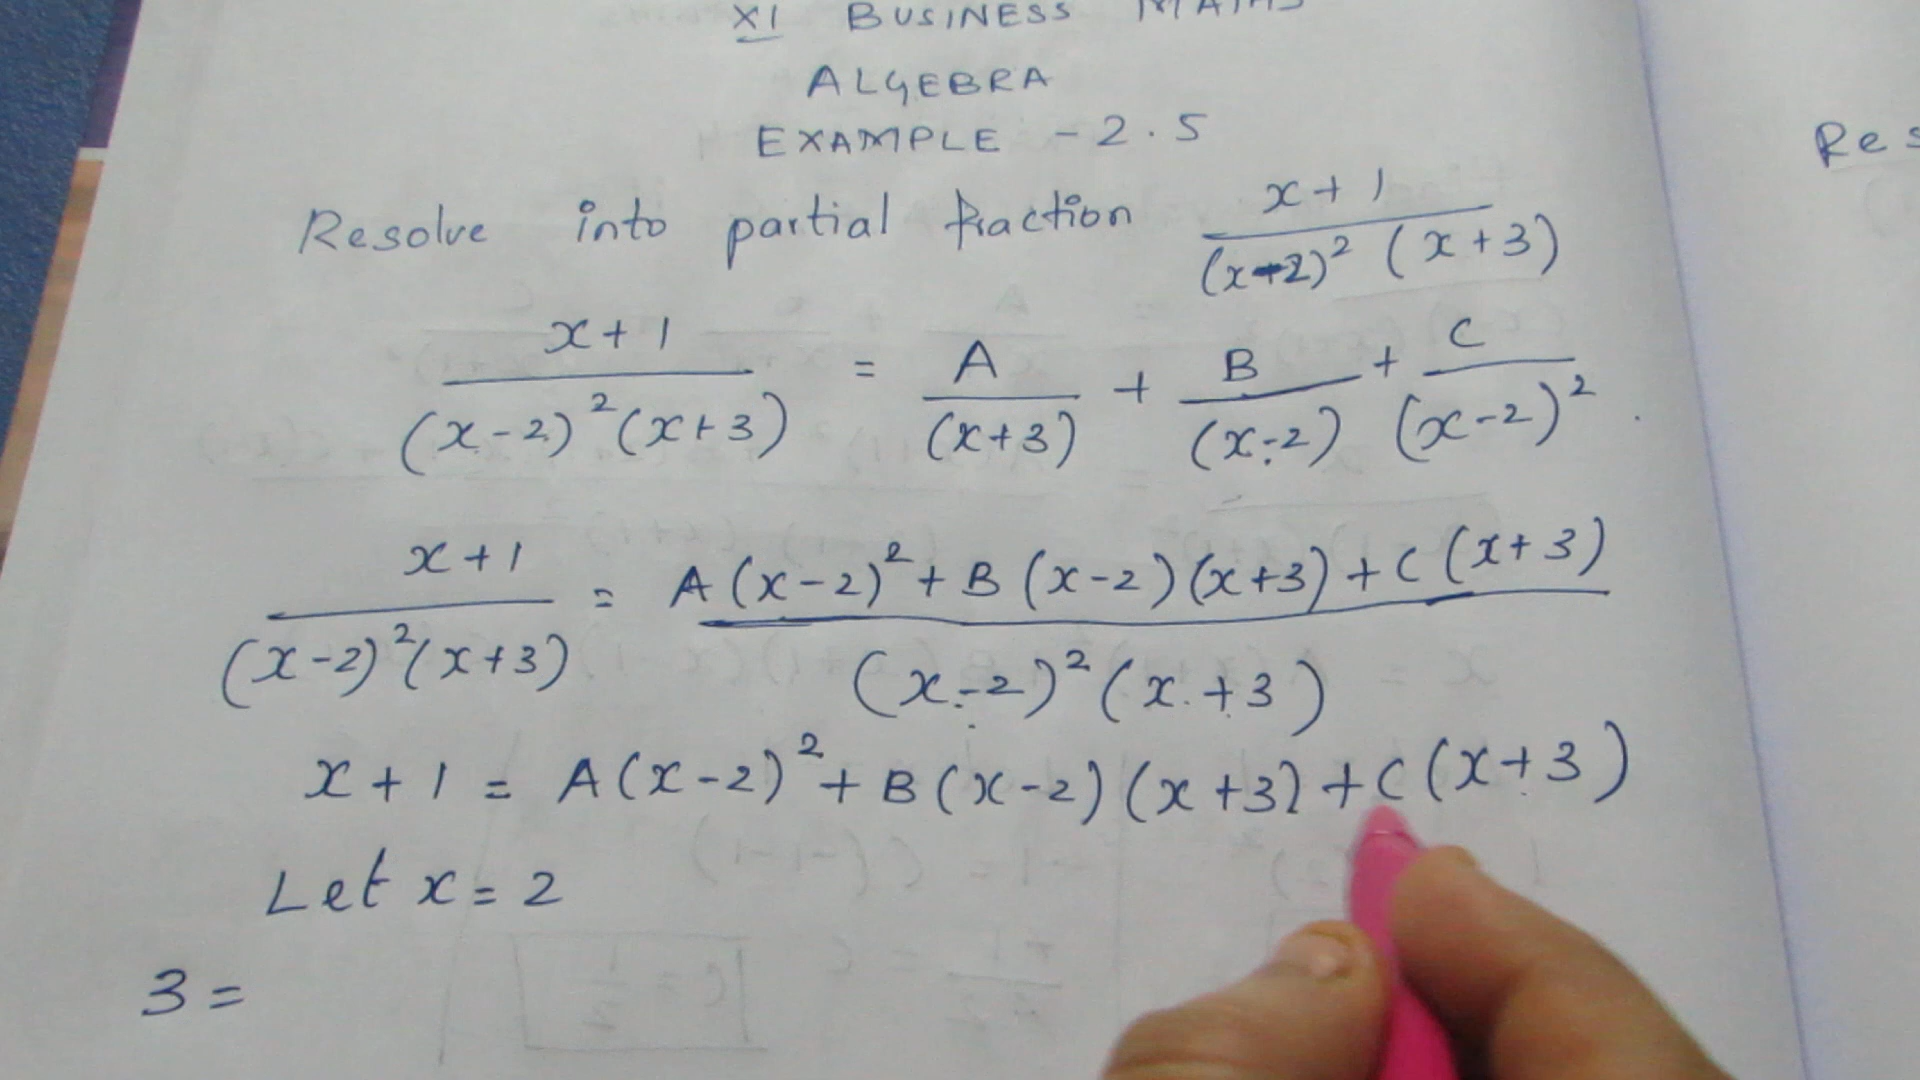 XI BUSINESS MATHS
ALGEBRA
EXAMPLE - 2.5
Resolve into partial fraction (x+1)/((x-2)²(x+3))
(x+1)/((x-2)²(x+3)) = A/(x+3) + B/(x-2) + C/(x-2)²
(x+1)/((x-2)²(x+3)) = (A(x-2)²+B(x-2)(x+3)+C(x+3))/((x-2)²(x+3))
x+1 = A(x-2)²+B(x-2)(x+3)+C(x+3)
Let x=2
3=